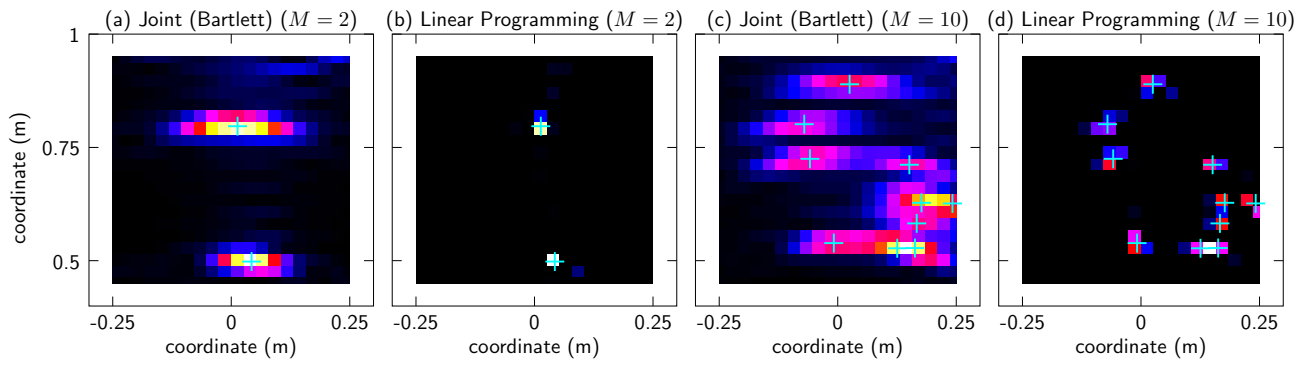 (a) Joint (Bartlett) (M = 2)
(b) Linear Programming (M = 2)
(c) Joint (Bartlett) (M = 10)
(d) Linear Programming (M = 10)
1
0.75
0.5
coordinate (m)
-0.25 0 0.25
-0.25 0 0.25
-0.25 0 0.25
-0.25 0 0.25
coordinate (m)
coordinate (m)
coordinate (m)
coordinate (m)